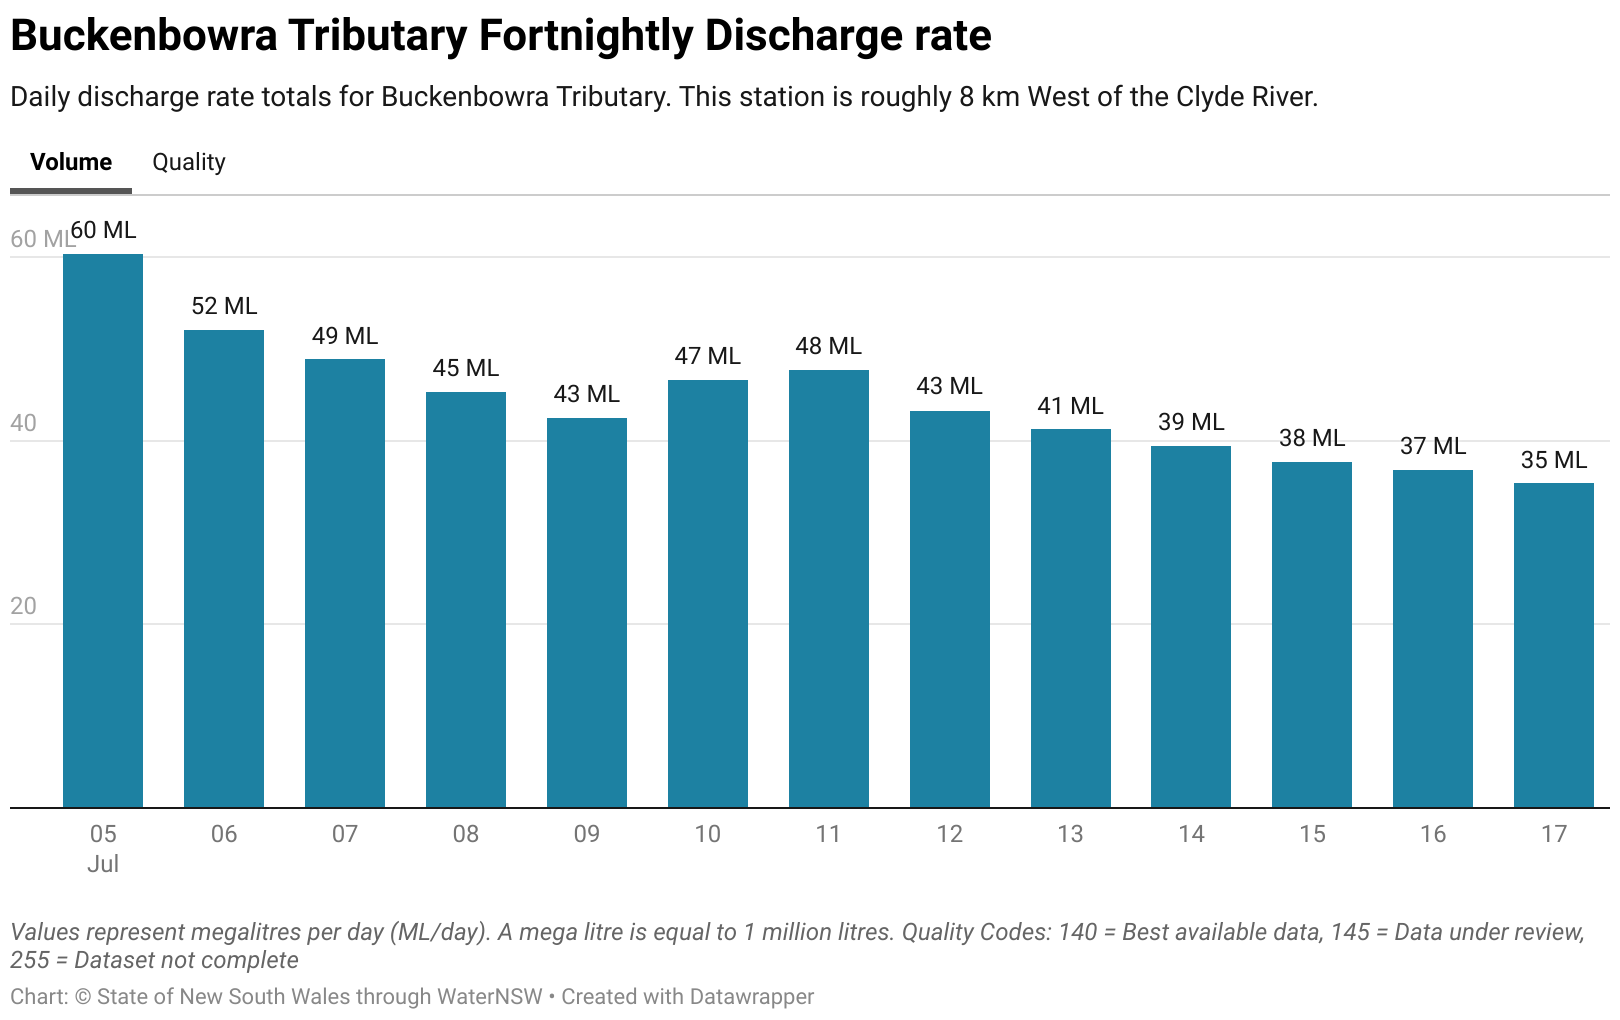 Buckenbowra Tributary Fortnightly Discharge rate
Daily discharge rate totals for Buckenbowra Tributary. This station is roughly 8 km West of the Clyde River.
Volume Quality
60 ML
60 ML
52 ML
49 ML
45 ML
43 ML
47 ML
48 ML
43 ML
41 ML
39 ML
38 ML
37 ML
35 ML
40
20
05 06 07 08 09 10 11 12 13 14 15 16 17
Jul
Values represent megalitres per day (ML/day). A mega litre is equal to 1 million litres. Quality Codes: 140 = Best available data, 145 = Data under review,
255 = Dataset not complete
Chart: © State of New South Wales through WaterNSW • Created with Datawrapper